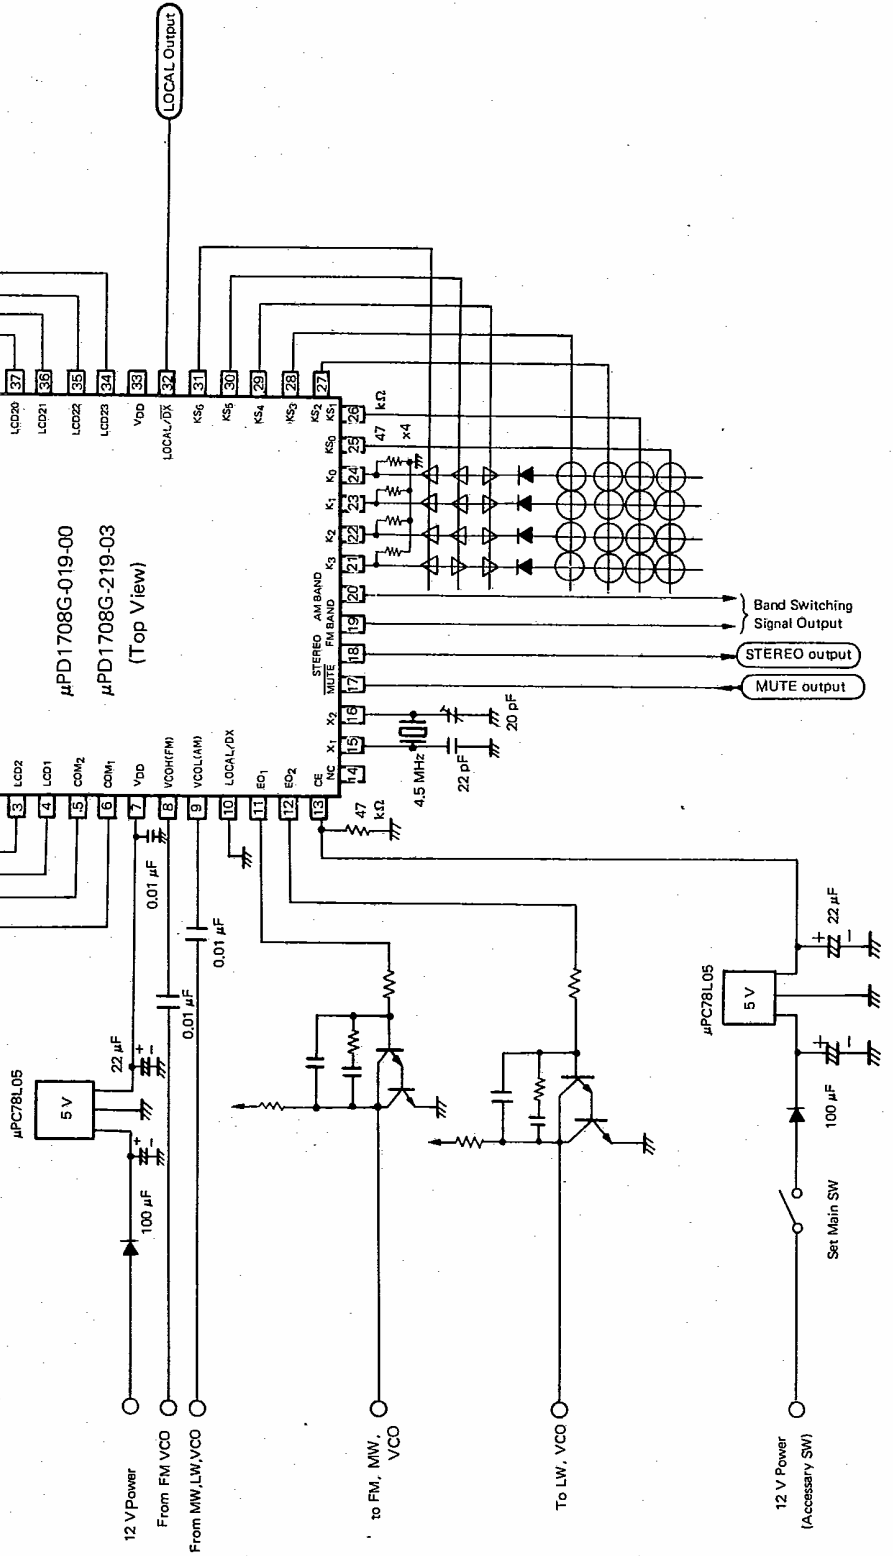 LOCAL Output
37
36
35
34
33
32
31
30
29
28
27
LCD20
LCD21
LCD22
LCD23
VDD
LOCAL/DX
KS6
KS5
KS4
KS3
KS2
KS1
KS0
K0
K1
K2
K3
26
25
24
23
22
21
20
19
18
17
16
15
14
47
kΩ
x4
μPD1708G-019-00
μPD1708G-219-03
(Top View)
AM BAND
FM BAND
STEREO
MUTE
X2
X1
NC
Band Switching
Signal Output
STEREO output
MUTE output
4.5 MHz
22 pF
20 pF
LCD2
LCD1
COM2
COM1
VDD
VCOH(FM)
VCOL(AM)
LOCAL/DX
EO1
EO2
CE
3
4
5
6
7
8
9
10
11
12
13
47
kΩ
0.01 μF
0.01 μF
0.01 μF
22 μF
+
−
μPC78L05
5 V
+
−
100 μF
μPC78L05
5 V
22 μF
+
−
+
−
100 μF
Set Main SW
12 V Power
From FM VCO
From MW,LW,VCO
to FM, MW,
VCO
To LW, VCO
12 V Power
(Accessary SW)